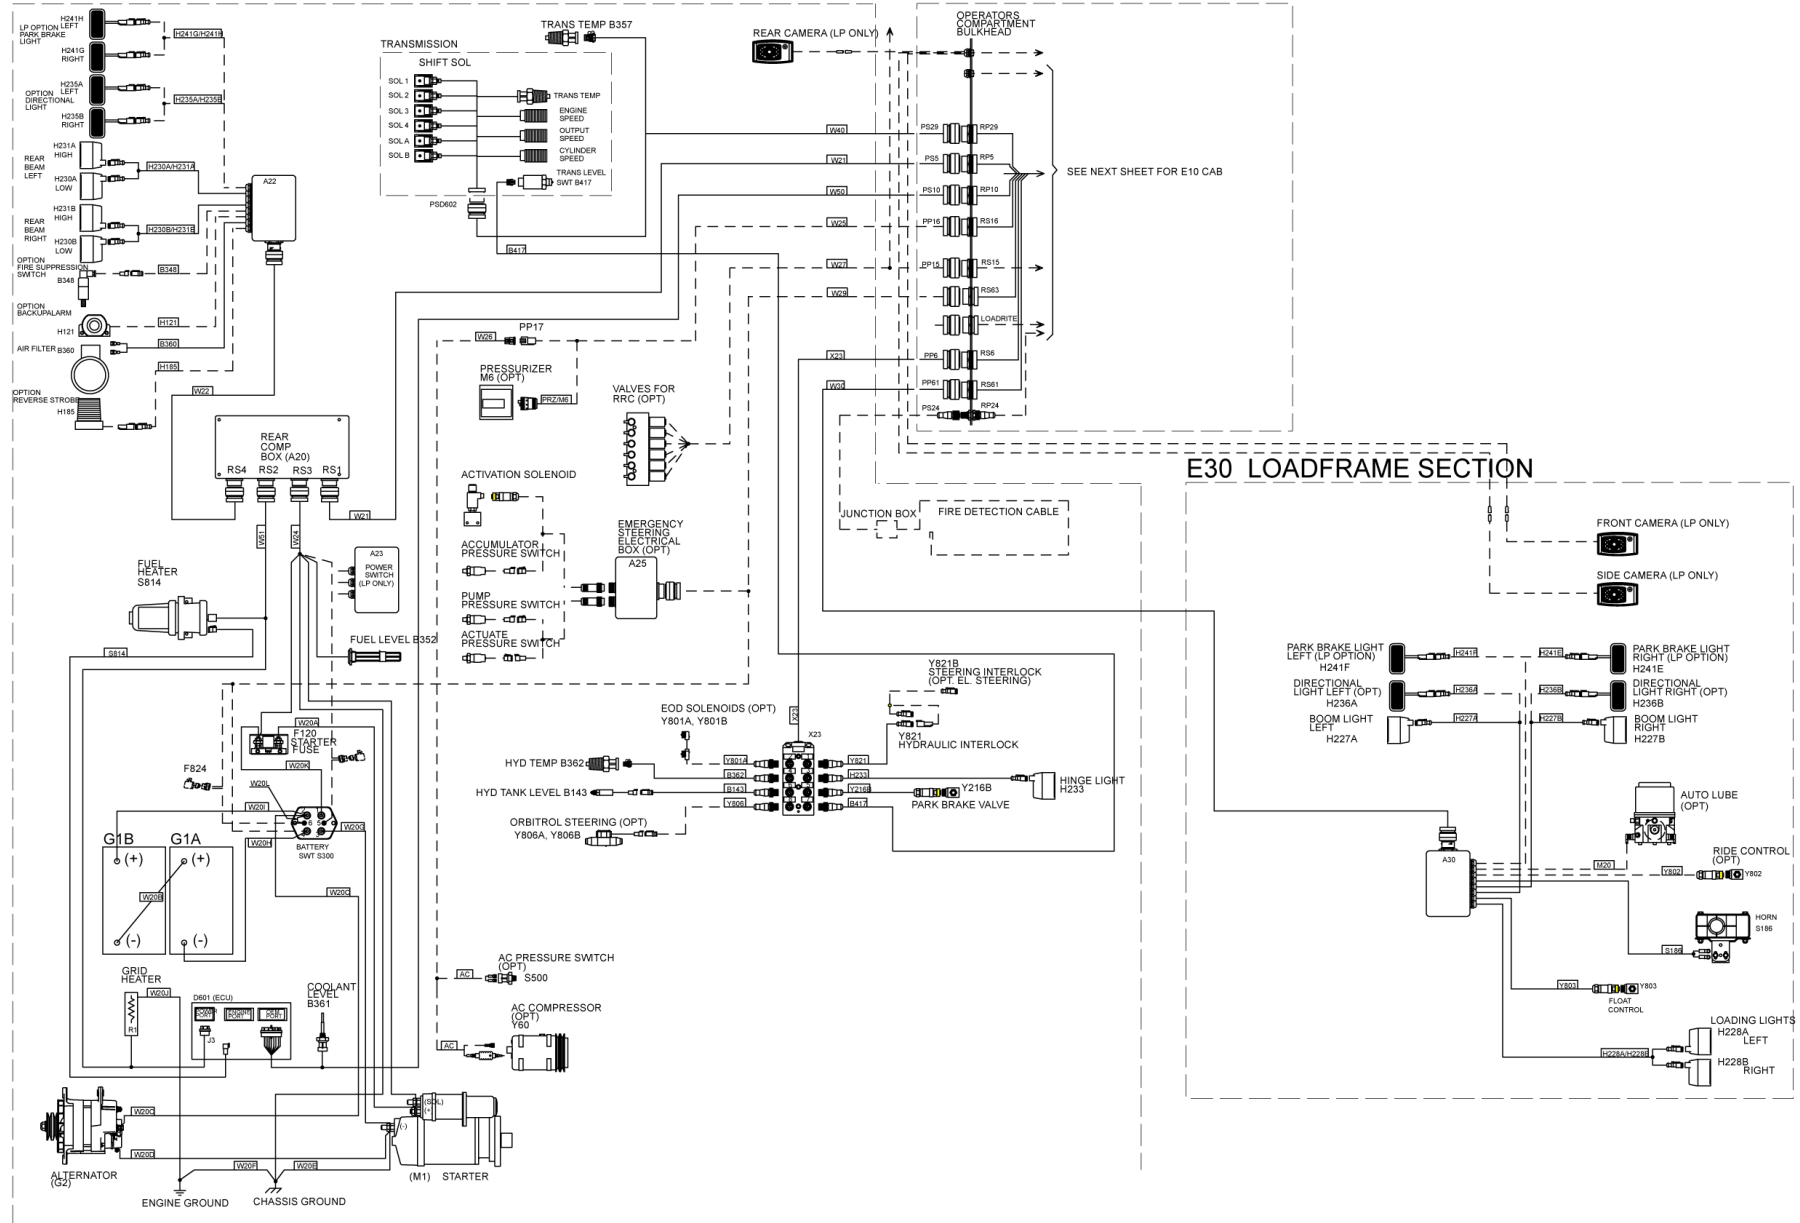 H241H
LEFT
LP OPTION
PARK BRAKE
LIGHT
H241G
RIGHT
H241G/H241H
H235A
LEFT
OPTION
DIRECTIONAL
LIGHT
H235B
RIGHT
H235A/H235B
H231A
HIGH
REAR
BEAM
LEFT
H230A
LOW
H230A/H231A
H231B
HIGH
REAR
BEAM
RIGHT
H230B
LOW
H230B/H231B
OPTION
FIRE SUPPRESSION
SWITCH
B348
B348
OPTION
BACKUPALARM
H121
H121
AIR FILTER
B360
B360
H185
OPTION
REVERSE STROBE
H185
A22
W22
REAR
COMP
BOX (A20)
RS4
RS2
RS3
RS1
W21
W51
W24
A23
POWER
SWITCH
(LP ONLY)
FUEL
HEATER
S814
S814
FUEL LEVEL B352
W20A
F120
STARTER
FUSE
W20K
F824
W20L
W20I
W20G
W20H
6
5
BATTERY
SWT S300
G1B
G1A
(+)
(+)
W20B
(-)
(-)
W20C
GRID
HEATER
W20J
R1
D601 (ECU)
POWER
PORT
ENGINE
PORT
OEM
PORT
J3
COOLANT
LEVEL
B361
ALTERNATOR
(G2)
W20C
W20D
W20F
W20E
ENGINE GROUND
CHASSIS GROUND
(SOL)
(+)
(-)
(M1)
STARTER
TRANS TEMP B357
TRANSMISSION
SHIFT SOL
SOL 1
SOL 2
SOL 3
SOL 4
SOL A
SOL B
TRANS TEMP
ENGINE
SPEED
OUTPUT
SPEED
CYLINDER
SPEED
TRANS LEVEL
SWT B417
PSD602
B417
W26
PP17
PRESSURIZER
M6 (OPT)
PRZ/M6
VALVES FOR
RRC (OPT)
ACTIVATION SOLENOID
ACCUMULATOR
PRESSURE SWITCH
PUMP
PRESSURE SWITCH
ACTUATE
PRESSURE SWITCH
EMERGENCY
STEERING
ELECTRICAL
BOX (OPT)
A25
REAR CAMERA (LP ONLY)
OPERATORS
COMPARTMENT
BULKHEAD
W40
PS29
RP29
W21
PS5
RP5
W50
PS10
RP10
W25
PP16
RS16
W27
PP15
RS15
W29
RS63
LOADRITE
X23
PP6
RS6
W30
PP61
RS61
PS24
RP24
SEE NEXT SHEET FOR E10 CAB
JUNCTION BOX
FIRE DETECTION CABLE
EOD SOLENOIDS (OPT)
Y801A, Y801B
X23
X23
HYD TEMP B362
HYD TANK LEVEL B143
ORBITROL STEERING (OPT)
Y806A, Y806B
Y801A
B362
B143
Y806
Y821
H233
Y216B
B417
Y821B
STEERING INTERLOCK
(OPT. EL. STEERING)
Y821
HYDRAULIC INTERLOCK
HINGE LIGHT
H233
Y216B
PARK BRAKE VALVE
AC
AC PRESSURE SWITCH
(OPT)
S500
AC COMPRESSOR
(OPT)
Y60
AC
E30 LOADFRAME SECTION
FRONT CAMERA (LP ONLY)
SIDE CAMERA (LP ONLY)
PARK BRAKE LIGHT
LEFT (LP OPTION)
H241F
H241F
H241E
PARK BRAKE LIGHT
RIGHT (LP OPTION)
H241E
DIRECTIONAL
LIGHT LEFT (OPT)
H236A
H236A
H236B
DIRECTIONAL
LIGHT RIGHT (OPT)
H236B
BOOM LIGHT
LEFT
H227A
H227A
H227B
BOOM LIGHT
RIGHT
H227B
AUTO LUBE
(OPT)
A30
M20
RIDE CONTROL
(OPT)
Y802
Y802
HORN
S186
S186
Y803
Y803
FLOAT
CONTROL
LOADING LIGHTS
H228A
LEFT
H228A/H228B
H228B
RIGHT